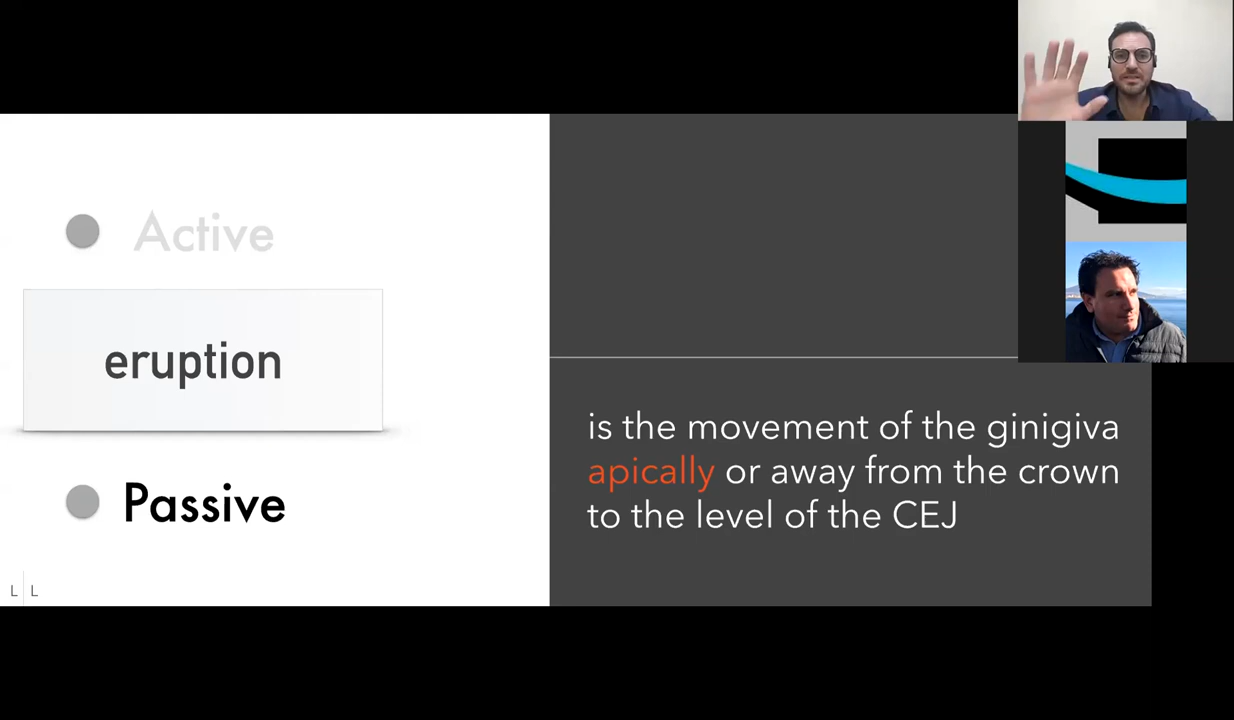 Active
eruption
Passive
L L
is the movement of the ginigiva
apically or away from the crown
to the level of the CEJ